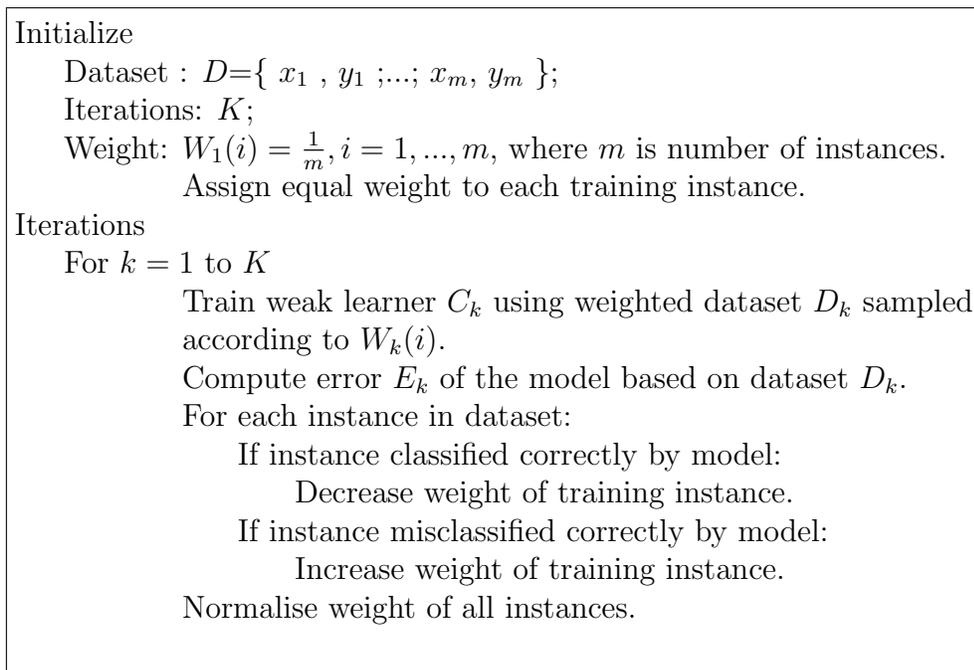 Initialize
Dataset : D={ x₁ , y₁ ;...; xₘ, yₘ };
Iterations: K;
Weight: W₁(i) = 1/m, i = 1, ..., m, where m is number of instances.
Assign equal weight to each training instance.
Iterations
For k = 1 to K
Train weak learner Cₖ using weighted dataset Dₖ sampled
according to Wₖ(i).
Compute error Eₖ of the model based on dataset Dₖ.
For each instance in dataset:
If instance classified correctly by model:
Decrease weight of training instance.
If instance misclassified correctly by model:
Increase weight of training instance.
Normalise weight of all instances.